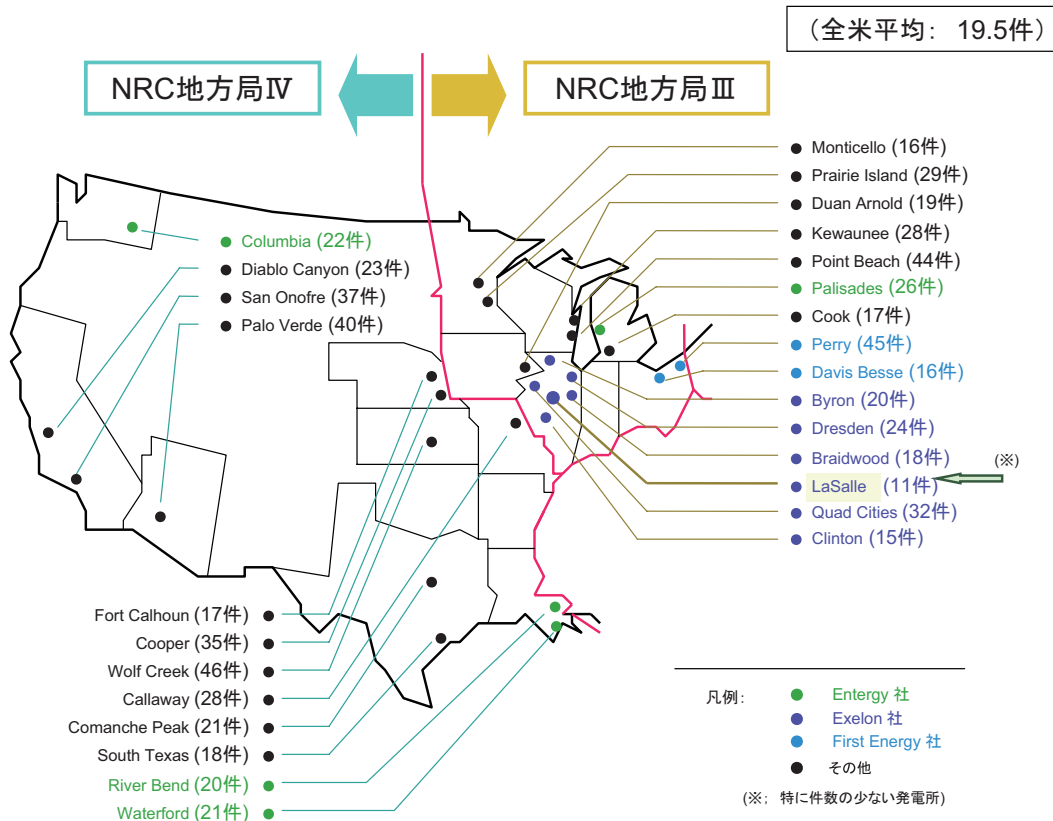 （全米平均： 19.5件）
NRC地方局Ⅳ
NRC地方局Ⅲ
Monticello (16件)
Prairie Island (29件)
Duan Arnold (19件)
Kewaunee (28件)
Point Beach (44件)
Palisades (26件)
Cook (17件)
Perry (45件)
Davis Besse (16件)
Byron (20件)
Dresden (24件)
Braidwood (18件)
(※)
LaSalle (11件)
Quad Cities (32件)
Clinton (15件)
Columbia (22件)
Diablo Canyon (23件)
San Onofre (37件)
Palo Verde (40件)
Fort Calhoun (17件)
Cooper (35件)
Wolf Creek (46件)
Callaway (28件)
Comanche Peak (21件)
South Texas (18件)
River Bend (20件)
Waterford (21件)
凡例：
Entergy 社
Exelon 社
First Energy 社
その他
(※； 特に件数の少ない発電所)